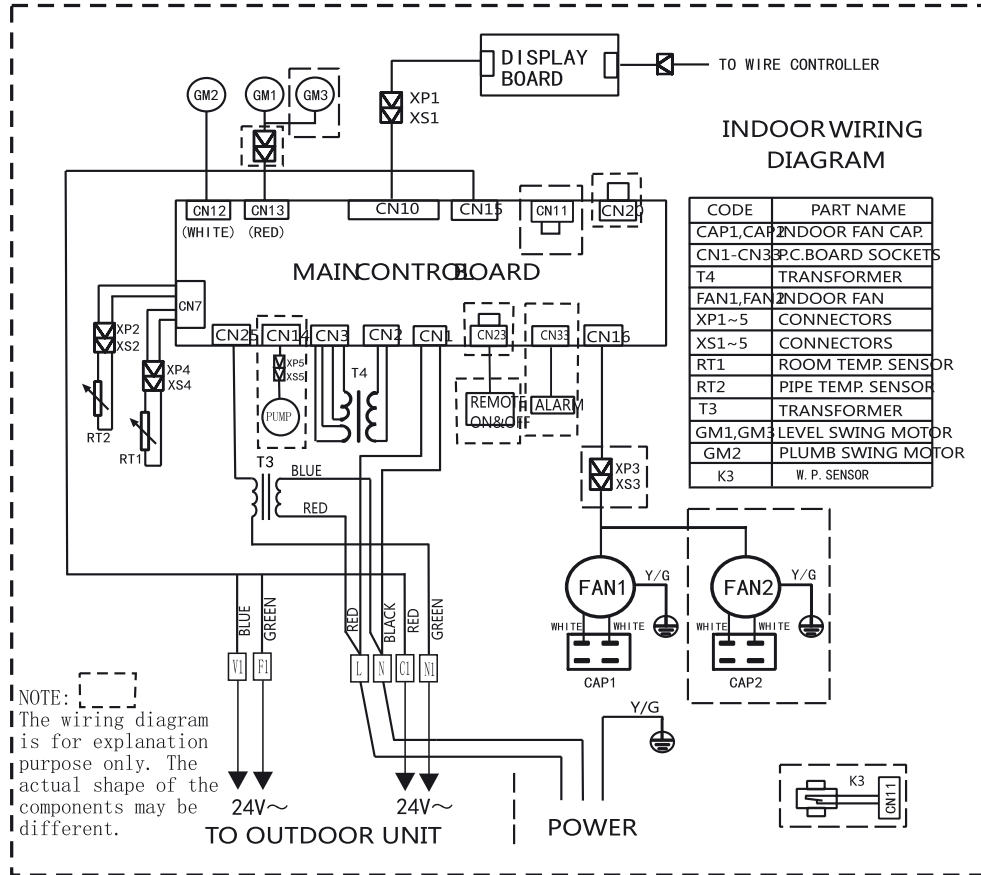 DISPLAY
BOARD
TO WIRE CONTROLLER
GM2
GM1
GM3
XP1
XS1
INDOOR WIRING
DIAGRAM
CN12
CN13
CN10
CN15
CN11
CN20
(WHITE)
(RED)
MAIN CONTROL BOARD
CN7
CN25
CN14
CN3
CN2
CN1
CN23
CN33
CN16
CODE PART NAME
CAP1,CAP2 INDOOR FAN CAP.
CN1-CN33 P.C.BOARD SOCKETS
T4 TRANSFORMER
FAN1,FAN2 INDOOR FAN
XP1~5 CONNECTORS
XS1~5 CONNECTORS
RT1 ROOM TEMP. SENSOR
RT2 PIPE TEMP. SENSOR
T3 TRANSFORMER
GM1,GM3 LEVEL SWING MOTOR
GM2 PLUMB SWING MOTOR
K3 W.P.SENSOR
XP2
XS2
XP4
XS4
RT2
RT1
XP5
XS5
PUMP
T4
REMOTE
ON&OFF
ALARM
T3
BLUE
RED
XP3
XS3
FAN1
Y/G
FAN2
Y/G
WHITE
WHITE
WHITE
WHITE
CAP1
CAP2
BLUE
GREEN
RED
BLACK
RED
GREEN
V1
F1
L
N
C1
N1
Y/G
NOTE:
The wiring diagram
is for explanation
purpose only. The
actual shape of the
components may be
different.
24V~
24V~
TO OUTDOOR UNIT
POWER
K3
CN11